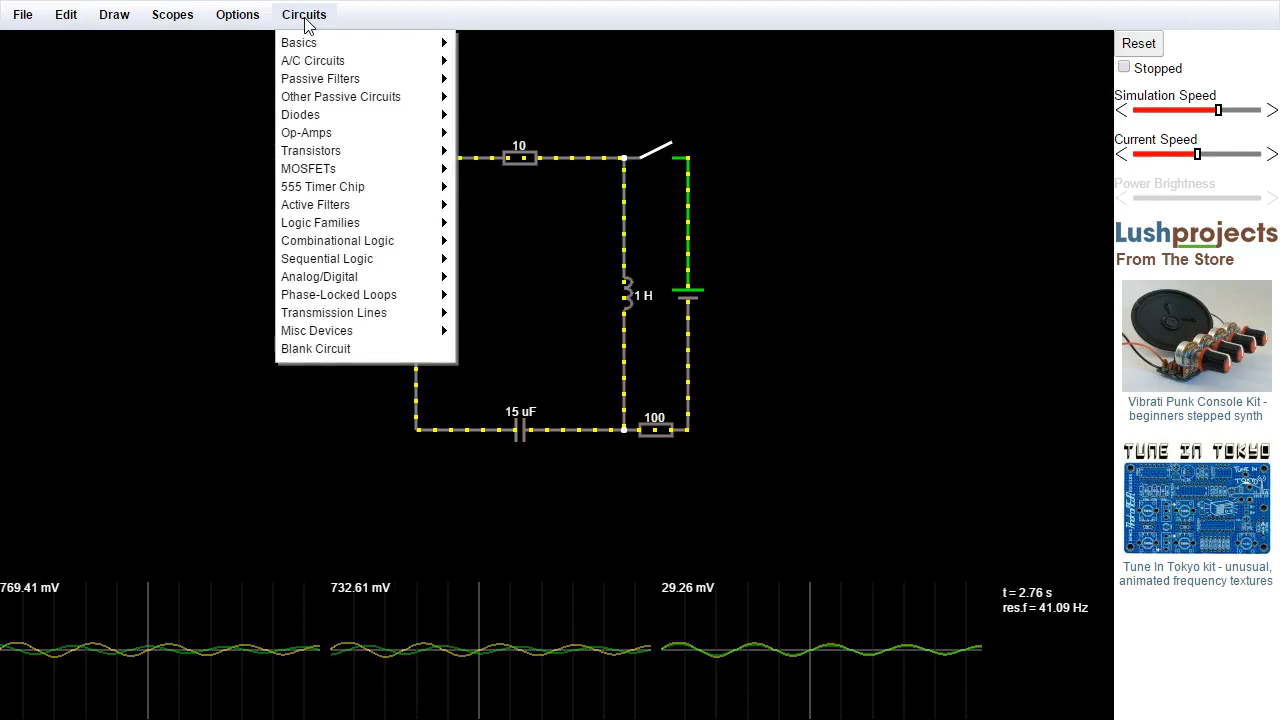 File Edit Draw Scopes Options Circuits
Basics
A/C Circuits
Passive Filters
Other Passive Circuits
Diodes
Op-Amps
Transistors
MOSFETs
555 Timer Chip
Active Filters
Logic Families
Combinational Logic
Sequential Logic
Analog/Digital
Phase-Locked Loops
Transmission Lines
Misc Devices
Blank Circuit
10
1 H
15 uF
100
769.41 mV
732.61 mV
29.26 mV
t = 2.76 s
res.f = 41.09 Hz
Reset
Stopped
Simulation Speed
Current Speed
Power Brightness
Lushprojects
From The Store
Vibrati Punk Console Kit -
beginners stepped synth
TUNE IN TOKYO
Tune In Tokyo kit - unusual,
animated frequency textures